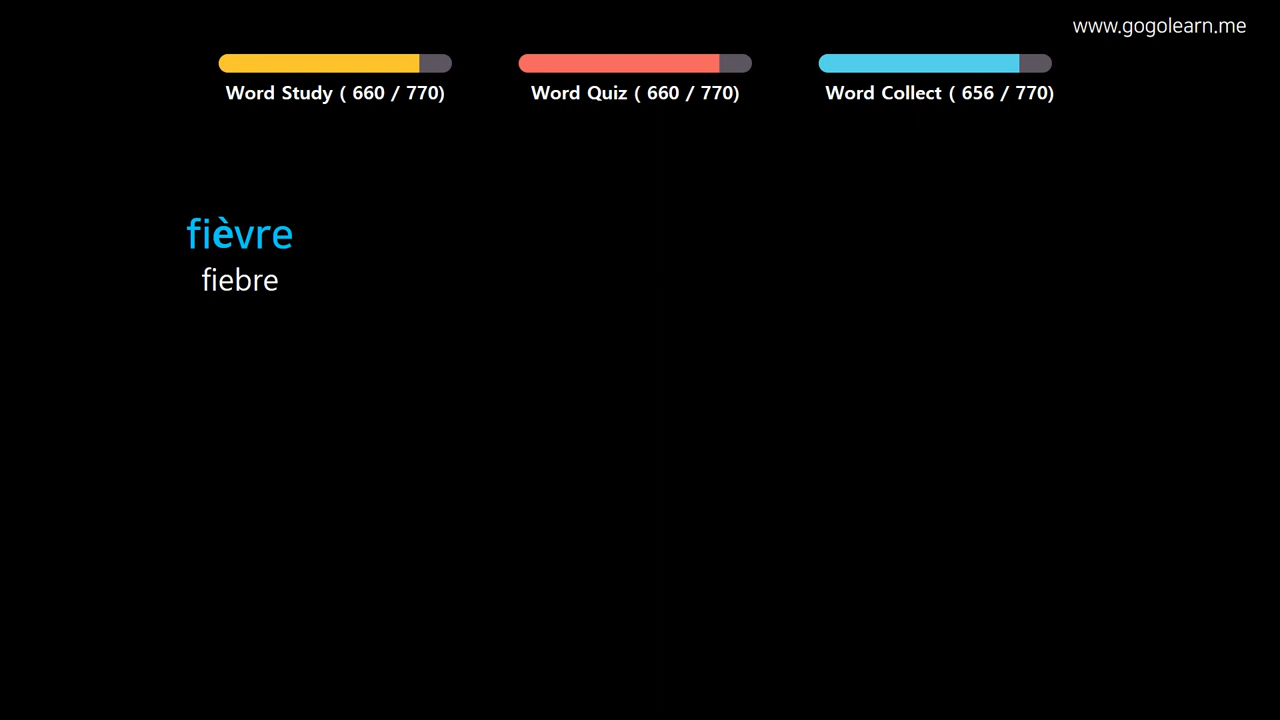 www.gogolearn.me
Word Study ( 660 / 770)
Word Quiz ( 660 / 770)
Word Collect ( 656 / 770)
fièvre
fiebre